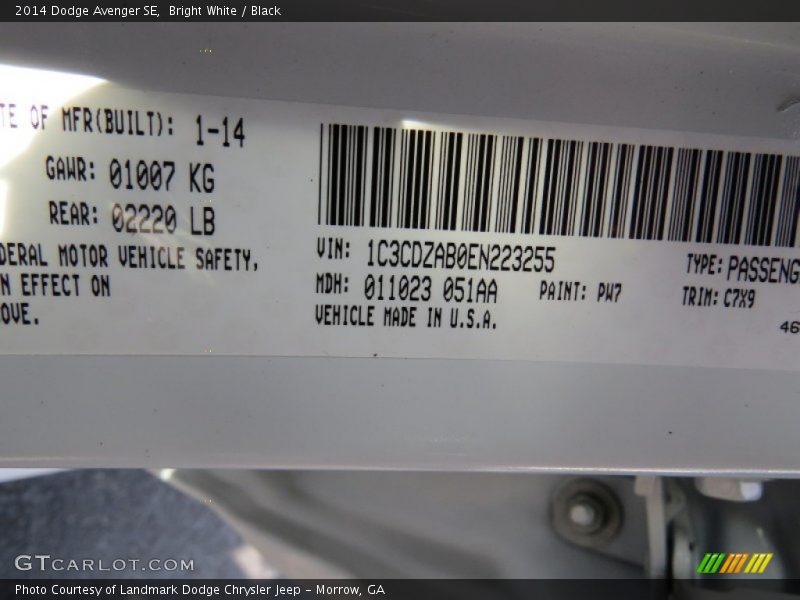 2014 Dodge Avenger SE,  Bright White / Black
TE OF MFR(BUILT): 1-14
GAWR: 01007 KG
REAR: 02220 LB
DERAL MOTOR VEHICLE SAFETY,
N EFFECT ON
OVE.
VIN: 1C3CDZAB0EN223255
TYPE: PASSENG
MDH: 011023 051AA
PAINT: PW7
TRIM: C7X9
VEHICLE MADE IN U.S.A.
46
GTCARLOT.COM
Photo Courtesy of Landmark Dodge Chrysler Jeep - Morrow, GA